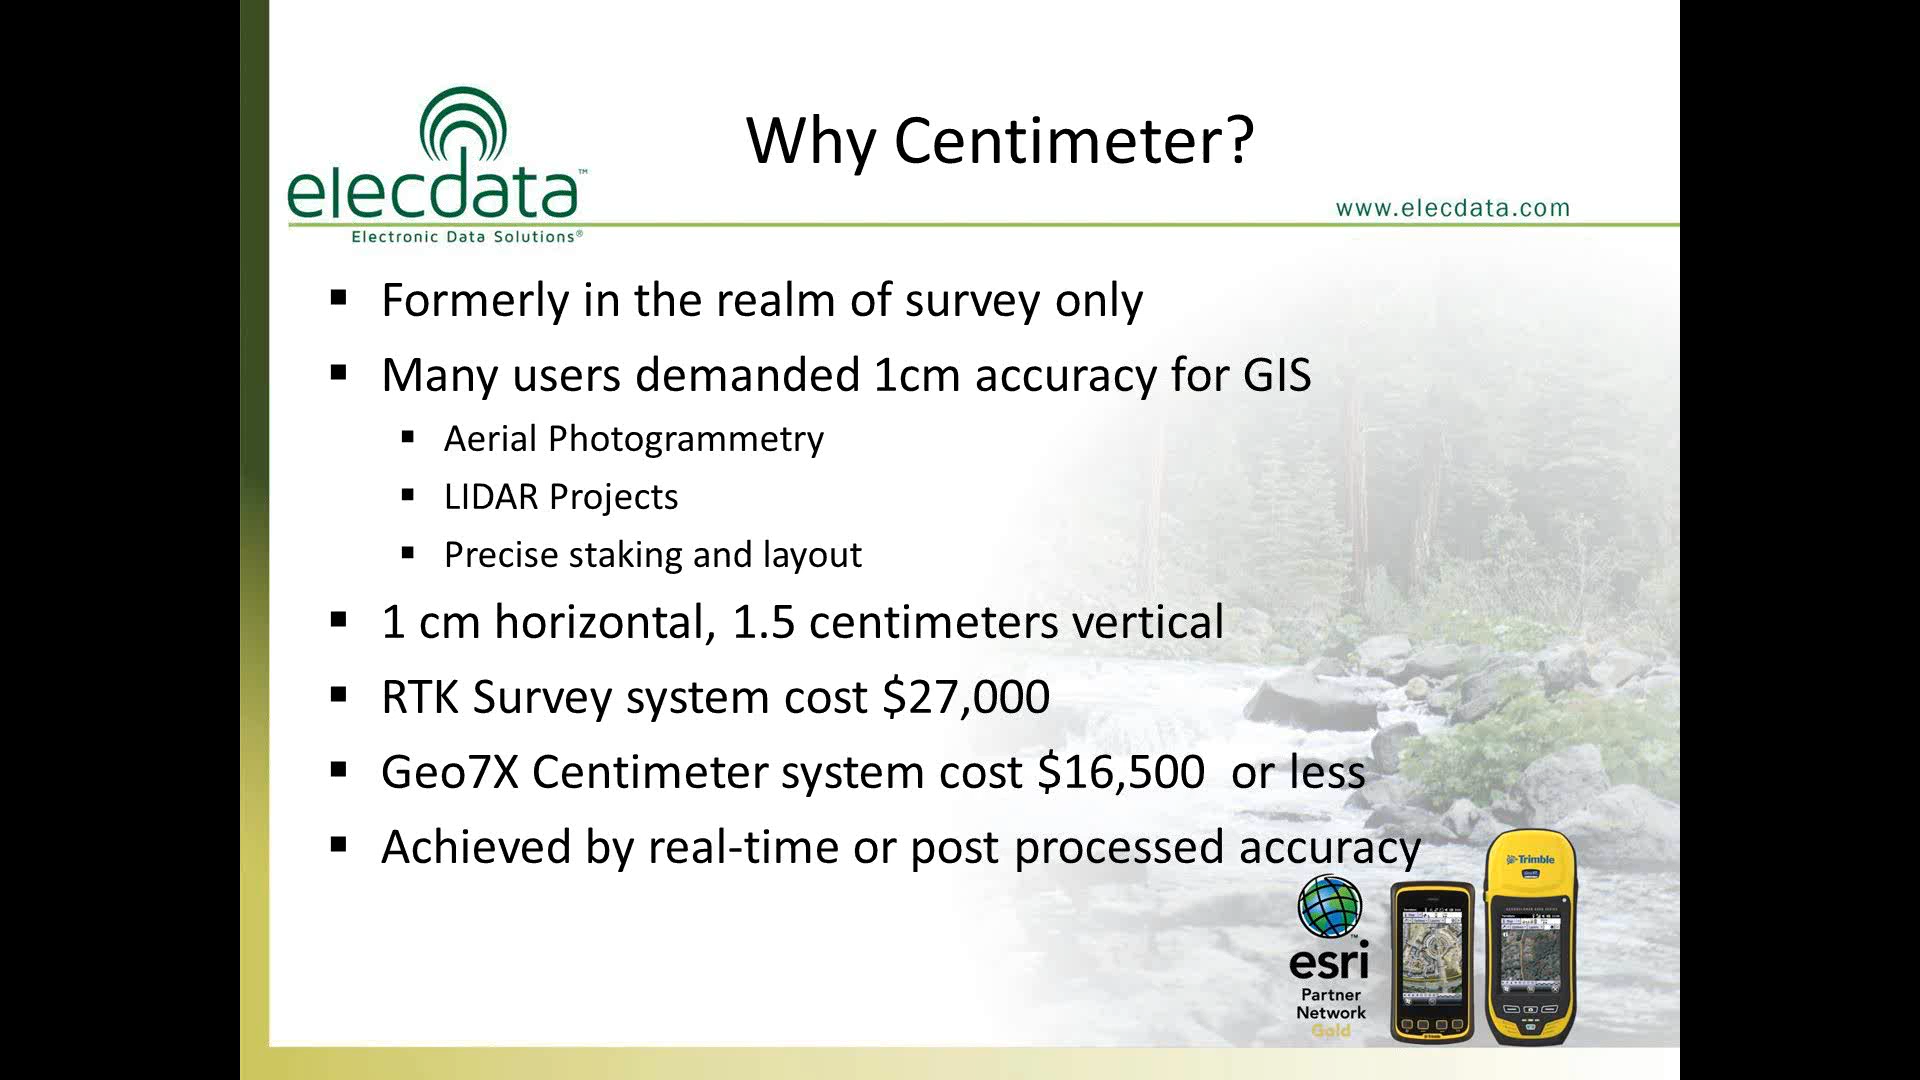 Why Centimeter?
elecdata™
www.elecdata.com
Electronic Data Solutions®
Formerly in the realm of survey only
Many users demanded 1cm accuracy for GIS
Aerial Photogrammetry
LIDAR Projects
Precise staking and layout
1 cm horizontal, 1.5 centimeters vertical
RTK Survey system cost $27,000
Geo7X Centimeter system cost $16,500  or less
Achieved by real-time or post processed accuracy
Trimble
esri™
Partner
Network
Gold